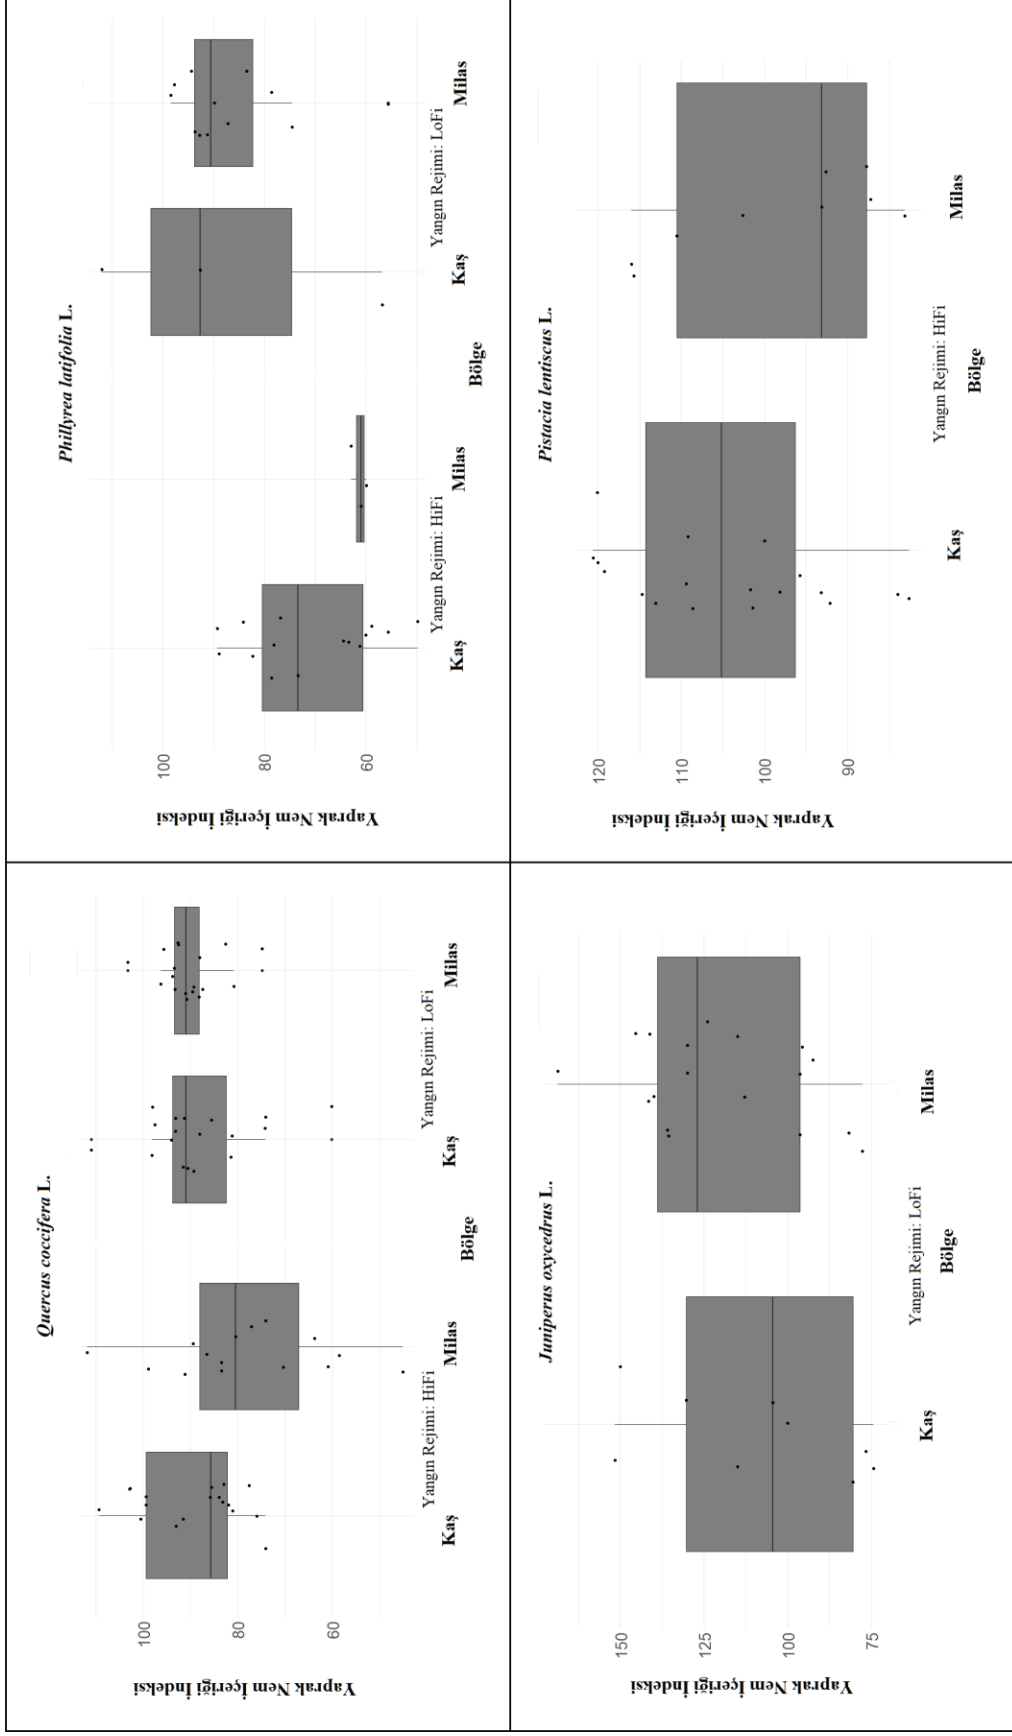 Quercus coccifera L.
Yaprak Nem İçeriği İndeksi
100
80
60
Kaş
Milas
Kaş
Milas
Yangın Rejimi: HiFi
Yangın Rejimi: LoFi
Bölge
Phillyrea latifolia L.
Yaprak Nem İçeriği İndeksi
100
80
60
Kaş
Milas
Kaş
Milas
Yangın Rejimi: HiFi
Yangın Rejimi: LoFi
Bölge
Juniperus oxycedrus L.
Yaprak Nem İçeriği İndeksi
150
125
100
75
Kaş
Milas
Yangın Rejimi: LoFi
Bölge
Pistacia lentiscus L.
Yaprak Nem İçeriği İndeksi
120
110
100
90
Kaş
Milas
Yangın Rejimi: HiFi
Bölge